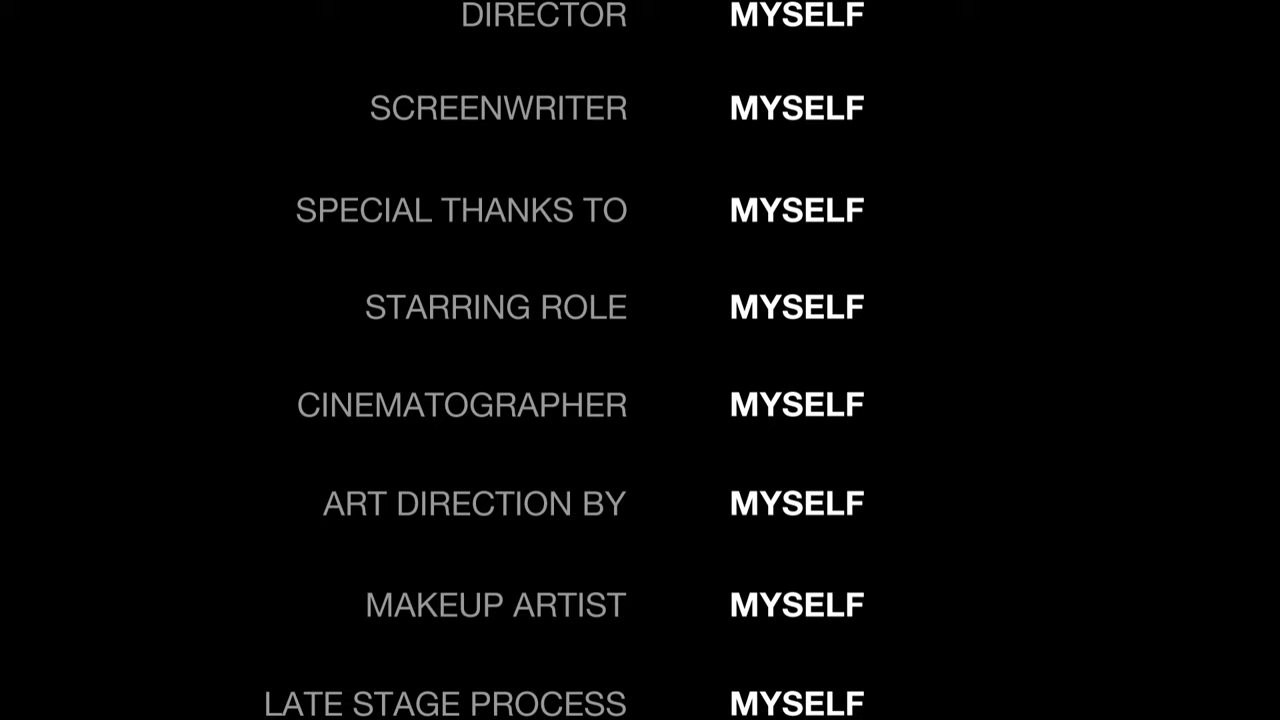 DIRECTOR MYSELF
SCREENWRITER MYSELF
SPECIAL THANKS TO MYSELF
STARRING ROLE MYSELF
CINEMATOGRAPHER MYSELF
ART DIRECTION BY MYSELF
MAKEUP ARTIST MYSELF
LATE STAGE PROCESS MYSELF